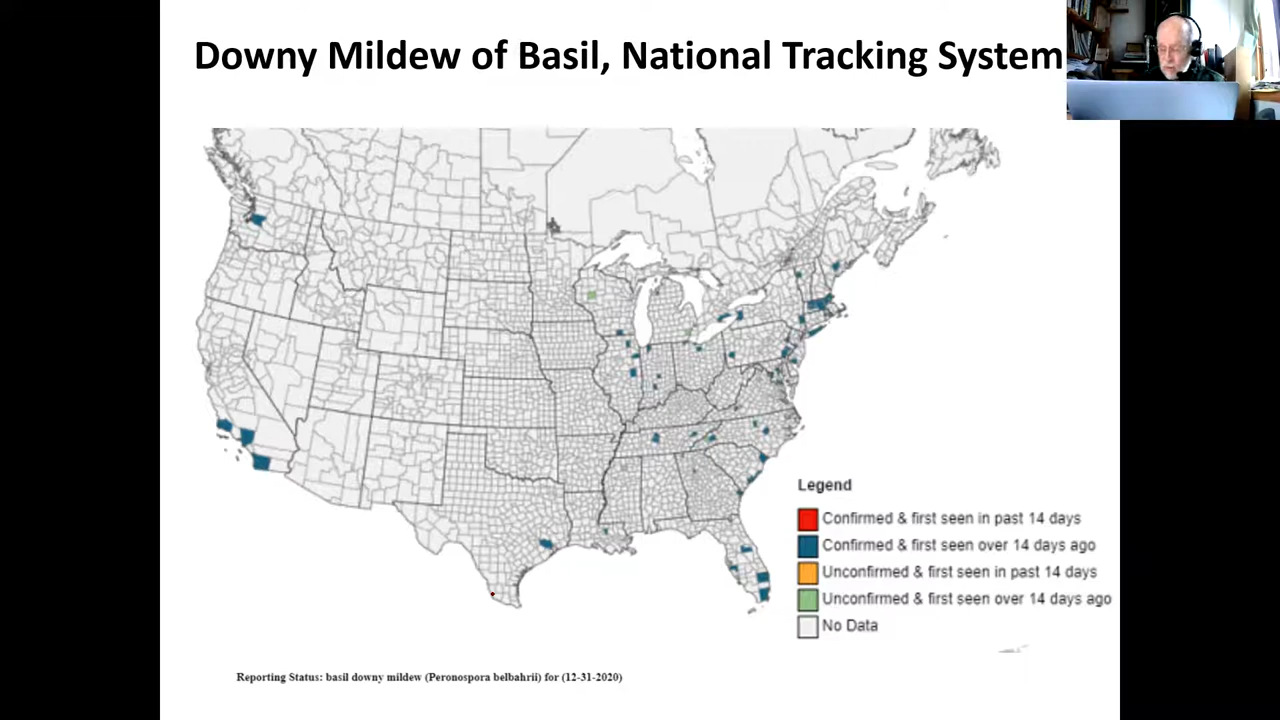 Downy Mildew of Basil, National Tracking System
Legend
Confirmed & first seen in past 14 days
Confirmed & first seen over 14 days ago
Unconfirmed & first seen in past 14 days
Unconfirmed & first seen over 14 days ago
No Data
Reporting Status: basil downy mildew (Peronospora belbahrii) for (12-31-2020)